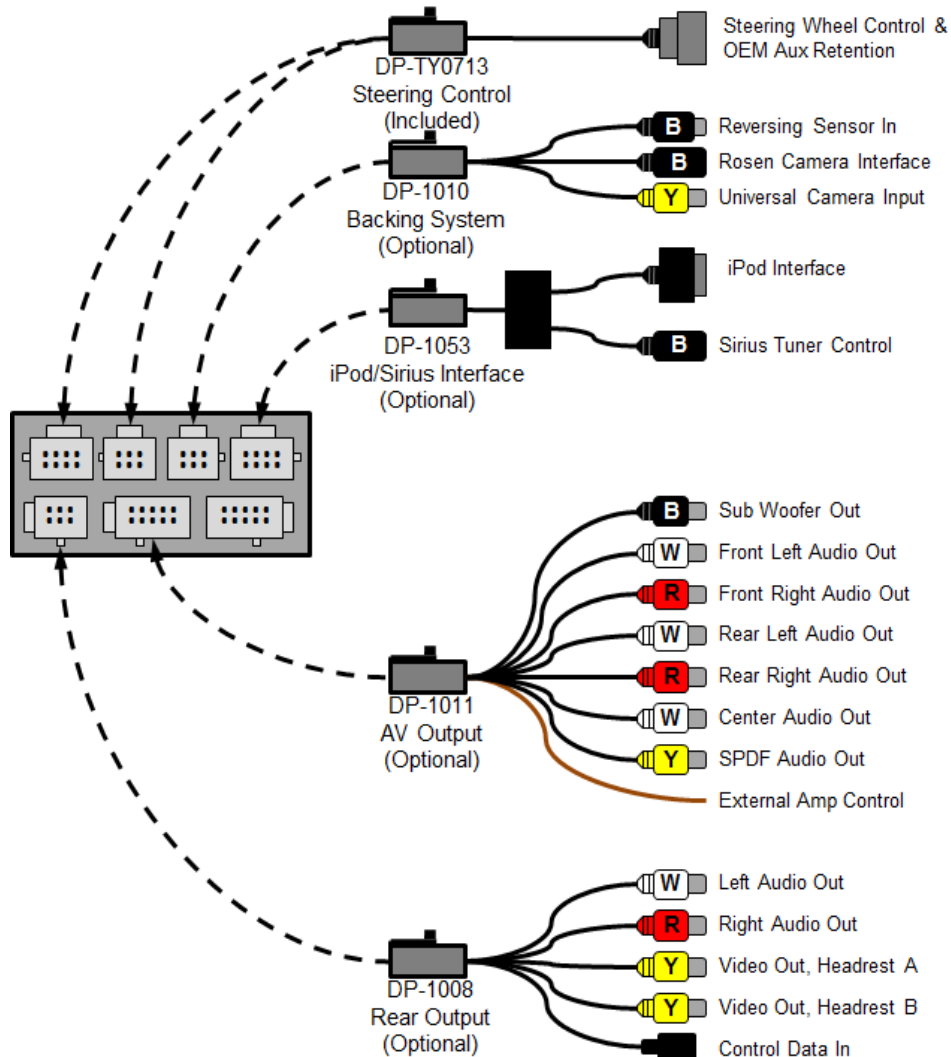 Steering Wheel Control &
OEM Aux Retention
DP-TY0713
Steering Control
(Included)
B
Reversing Sensor In
B
Rosen Camera Interface
Y
Universal Camera Input
DP-1010
Backing System
(Optional)
iPod Interface
B
Sirius Tuner Control
DP-1053
iPod/Sirius Interface
(Optional)
B
Sub Woofer Out
W
Front Left Audio Out
R
Front Right Audio Out
W
Rear Left Audio Out
R
Rear Right Audio Out
W
Center Audio Out
Y
SPDF Audio Out
External Amp Control
DP-1011
AV Output
(Optional)
W
Left Audio Out
R
Right Audio Out
Y
Video Out, Headrest A
Y
Video Out, Headrest B
Control Data In
DP-1008
Rear Output
(Optional)